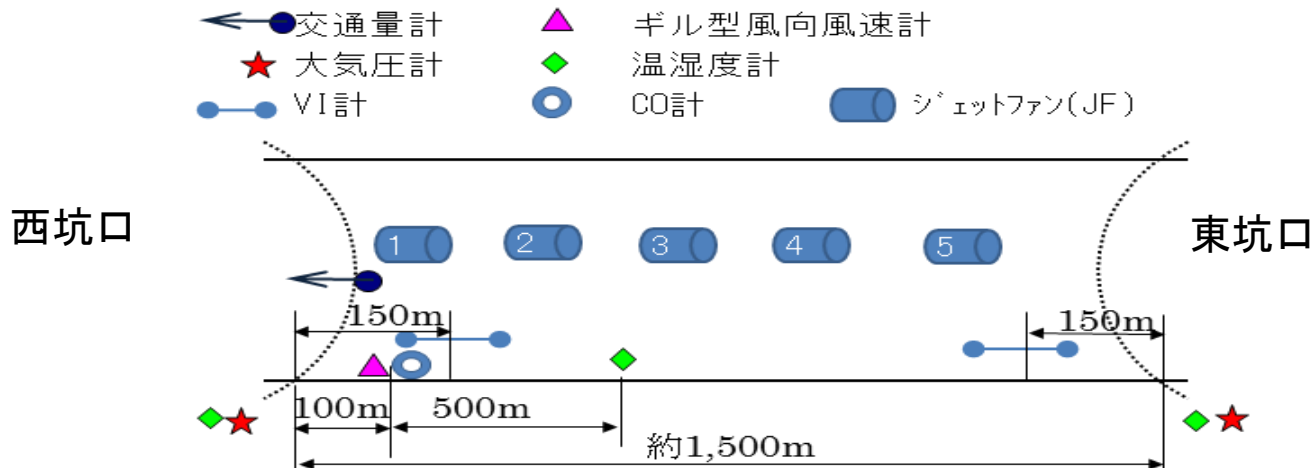 交通量計 ギル型風向風速計
大気圧計 温湿度計
VI計 CO計 ジェットファン(JF)
西坑口
東坑口
1 2 3 4 5
150m 150m
100m 500m
約1,500m